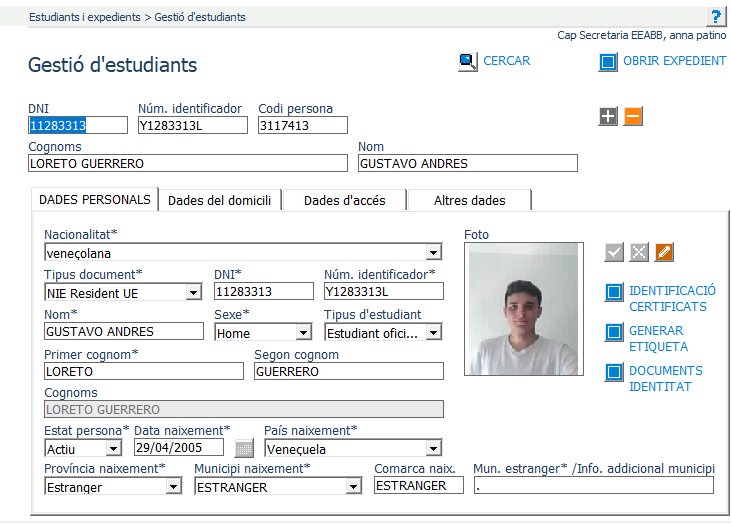 Estudiants i expedients > Gestió d'estudiants
?
Cap Secretaria EEABB, anna patino
Gestió d'estudiants
CERCAR
OBRIR EXPEDIENT
DNI Núm. identificador Codi persona
11283313 Y1283313L 3117413
Cognoms Nom
LORETO GUERRERO GUSTAVO ANDRES
DADES PERSONALS Dades del domicili Dades d'accés Altres dades
Nacionalitat* Foto
veneçolana
Tipus document* DNI* Núm. identificador*
NIE Resident UE 11283313 Y1283313L
IDENTIFICACIÓ
CERTIFICATS
Nom* Sexe* Tipus d'estudiant
GUSTAVO ANDRES Home Estudiant ofici...
GENERAR
ETIQUETA
Primer cognom* Segon cognom
LORETO GUERRERO
DOCUMENTS
IDENTITAT
Cognoms
LORETO GUERRERO
Estat persona* Data naixement* País naixement*
Actiu 29/04/2005 Veneçuela
Província naixement* Municipi naixement* Comarca naix. Mun. estranger* /Info. addicional municipi
Estranger ESTRANGER ESTRANGER .